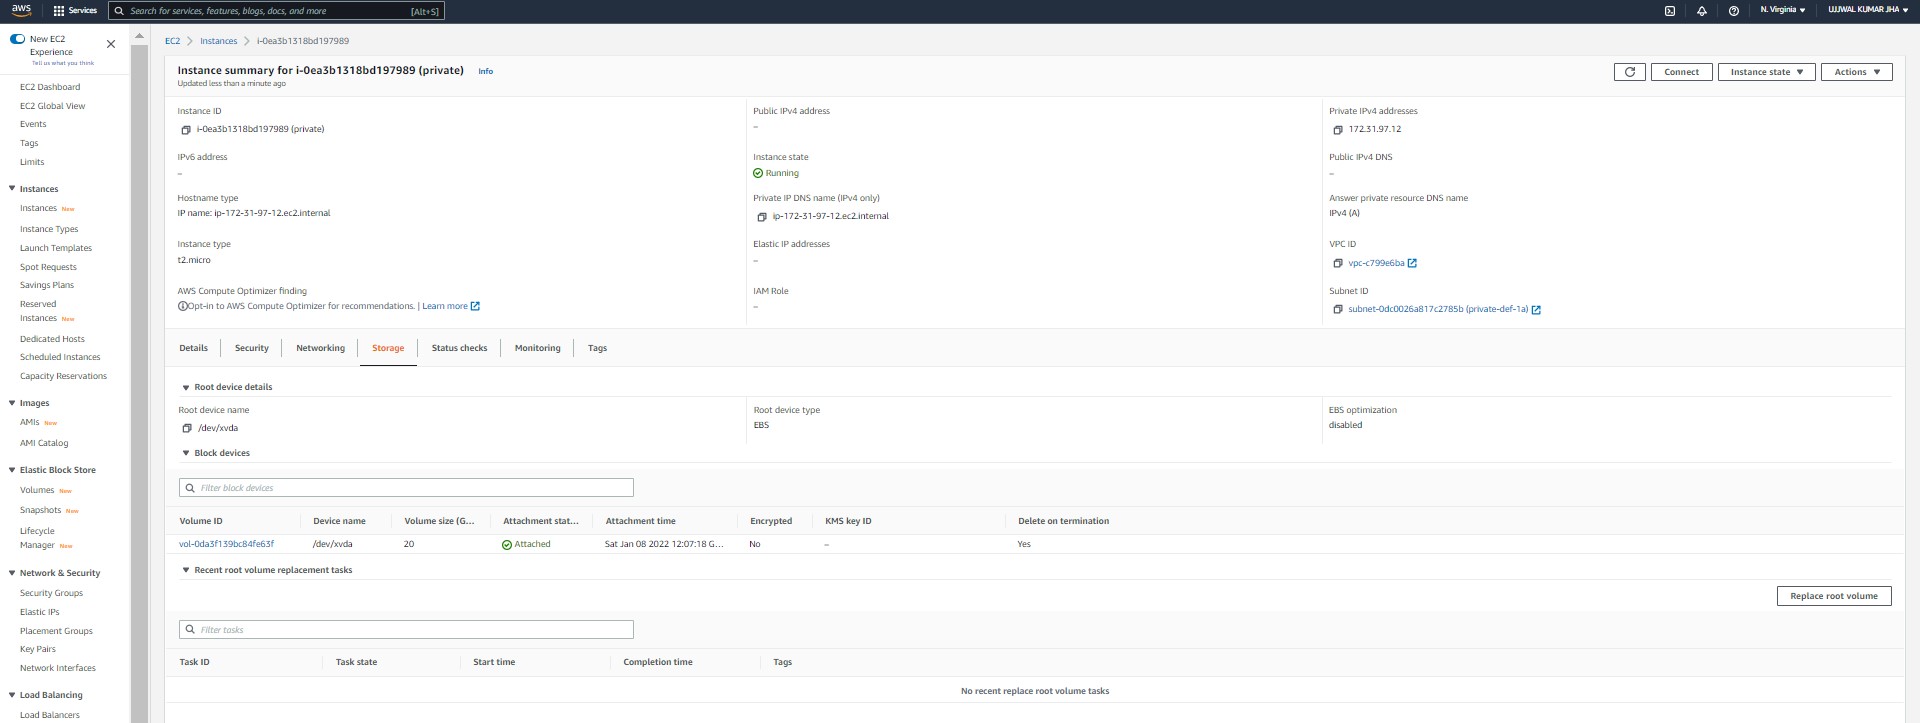 aws Services Search for services, features, blogs, docs, and more [Alt+S] N. Virginia UJJWAL KUMAR JHA
New EC2
Experience
Tell us what you think
EC2 Dashboard
EC2 Global View
Events
Tags
Limits
Instances
Instances New
Instance Types
Launch Templates
Spot Requests
Savings Plans
Reserved
Instances New
Dedicated Hosts
Scheduled Instances
Capacity Reservations
Images
AMIs New
AMI Catalog
Elastic Block Store
Volumes New
Snapshots New
Lifecycle
Manager New
Network & Security
Security Groups
Elastic IPs
Placement Groups
Key Pairs
Network Interfaces
Load Balancing
Load Balancers
EC2 > Instances > i-0ea3b1318bd197989
Instance summary for i-0ea3b1318bd197989 (private) Info
Updated less than a minute ago
Connect Instance state Actions
Instance ID
i-0ea3b1318bd197989 (private)
Public IPv4 address
–
Private IPv4 addresses
172.31.97.12
IPv6 address
–
Instance state
Running
Public IPv4 DNS
–
Hostname type
IP name: ip-172-31-97-12.ec2.internal
Private IP DNS name (IPv4 only)
ip-172-31-97-12.ec2.internal
Answer private resource DNS name
IPv4 (A)
Instance type
t2.micro
Elastic IP addresses
–
VPC ID
vpc-c799e6ba
AWS Compute Optimizer finding
Opt-in to AWS Compute Optimizer for recommendations. | Learn more
IAM Role
–
Subnet ID
subnet-0dc0026a817c2785b (private-def-1a)
Details Security Networking Storage Status checks Monitoring Tags
Root device details
Root device name
/dev/xvda
Root device type
EBS
EBS optimization
disabled
Block devices
Filter block devices
Volume ID Device name Volume size (G... Attachment stat... Attachment time Encrypted KMS key ID Delete on termination
vol-0da3f139bc84fe63f /dev/xvda 20 Attached Sat Jan 08 2022 12:07:18 G... No – Yes
Recent root volume replacement tasks
Replace root volume
Filter tasks
Task ID Task state Start time Completion time Tags
No recent replace root volume tasks